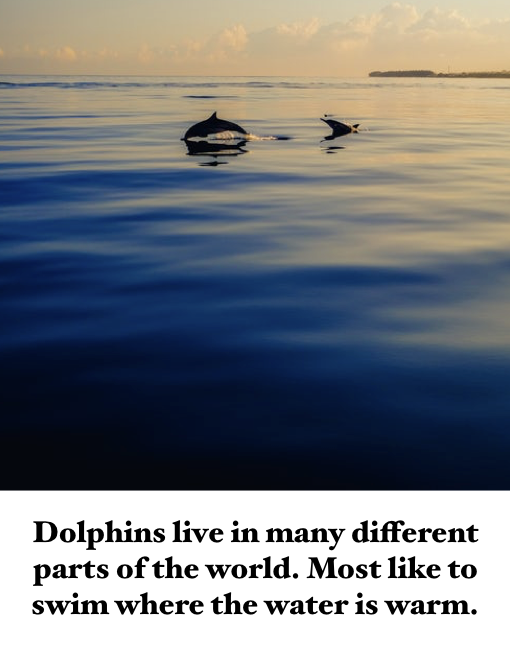 Dolphins live in many different
parts of the world. Most like to
swim where the water is warm.